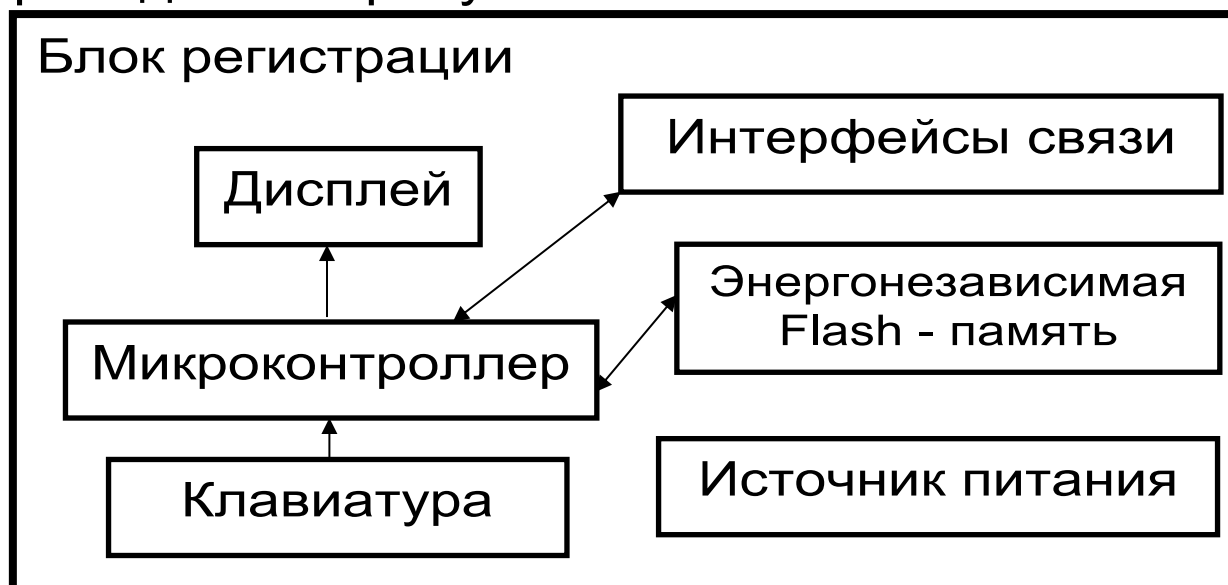 Блок регистрации
Интерфейсы связи
Дисплей
Энергонезависимая
Flash - память
Микроконтроллер
Источник питания
Клавиатура